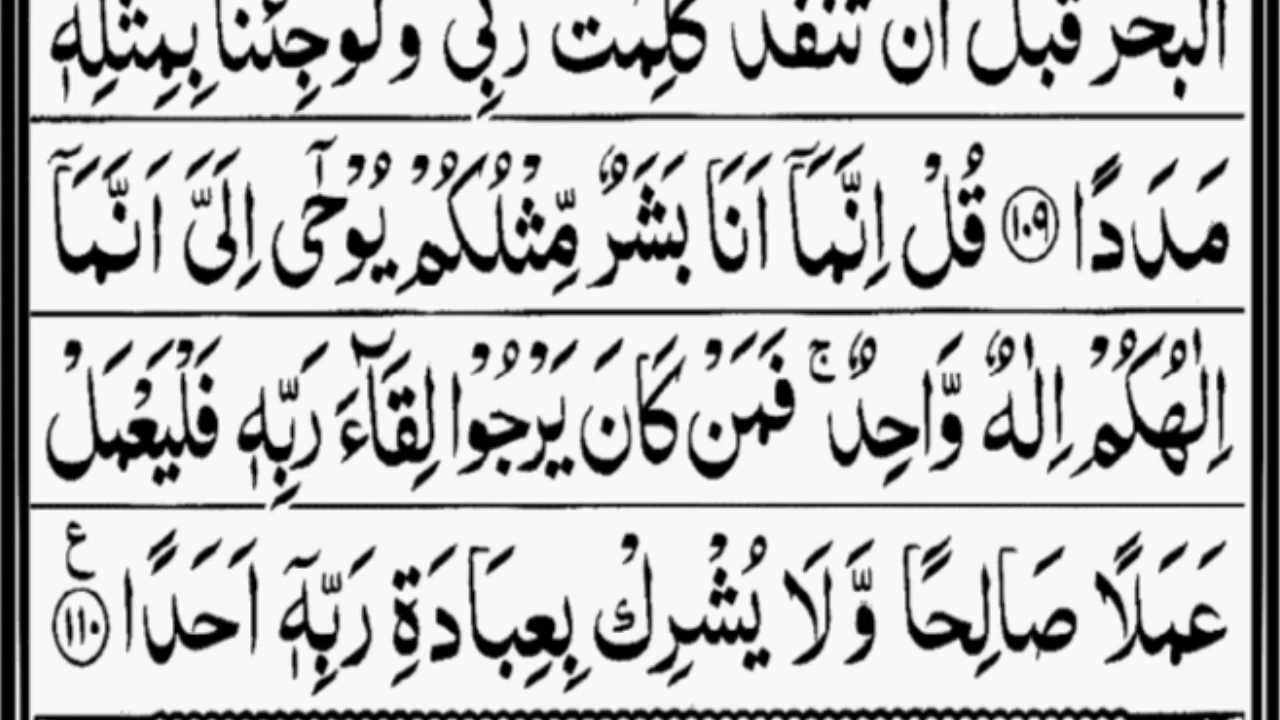 الْبَحْرُ قَبْلَ اَنْ تَنْفَدَ كَلِمٰتُ رَبِّيْ وَلَوْ جِئْنَا بِمِثْلِهٖ
مَدَدًا ﴿۱۰۹﴾ قُلْ اِنَّمَاۤ اَنَا بَشَرٌ مِّثْلُكُمْ يُوْحٰۤى اِلَيَّ اَنَّمَاۤ
اِلٰهُكُمْ اِلٰهٌ وَّاحِدٌ ۚ فَمَنْ كَانَ يَرْجُوْا لِقَآءَ رَبِّهٖ فَلْيَعْمَلْ
عَمَلًا صَالِحًا وَّلَا يُشْرِكْ بِعِبَادَةِ رَبِّهٖۤ اَحَدًا ﴿۱۱۰﴾ ع